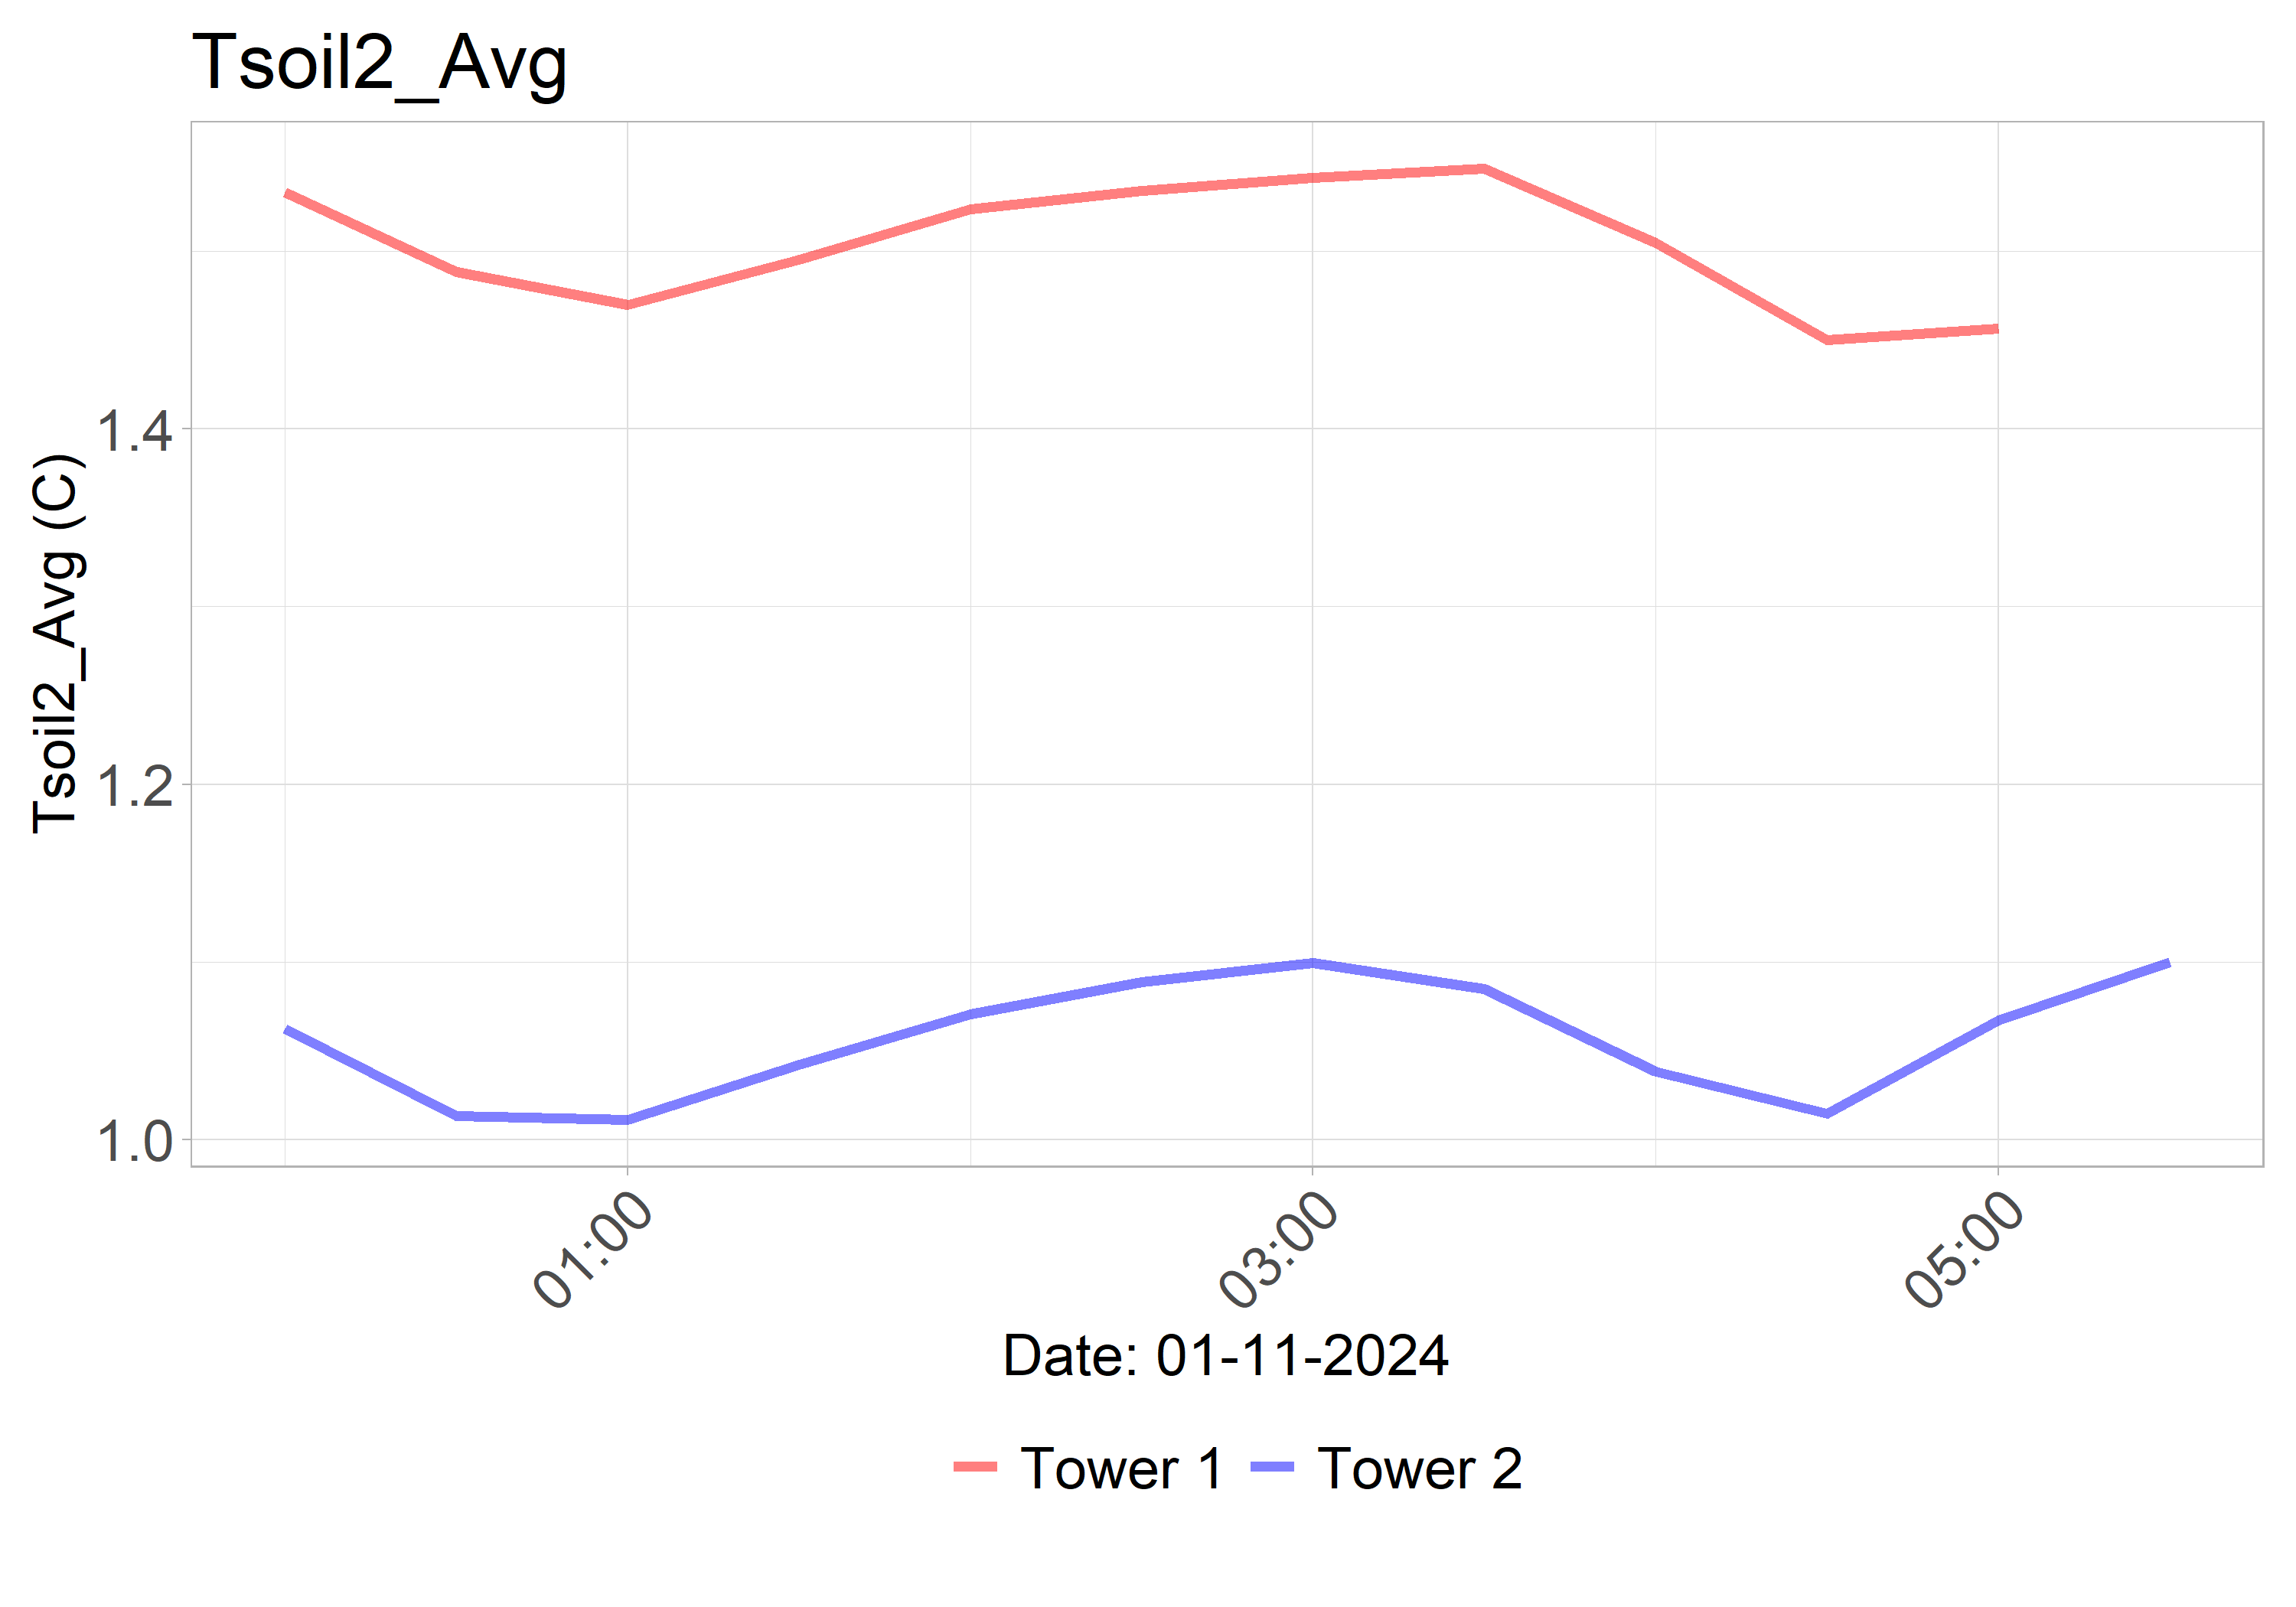 Tsoil2_Avg
Tsoil2_Avg (C)
1.4
1.2
1.0
01:00
03:00
05:00
Date: 01-11-2024
Tower 1
Tower 2